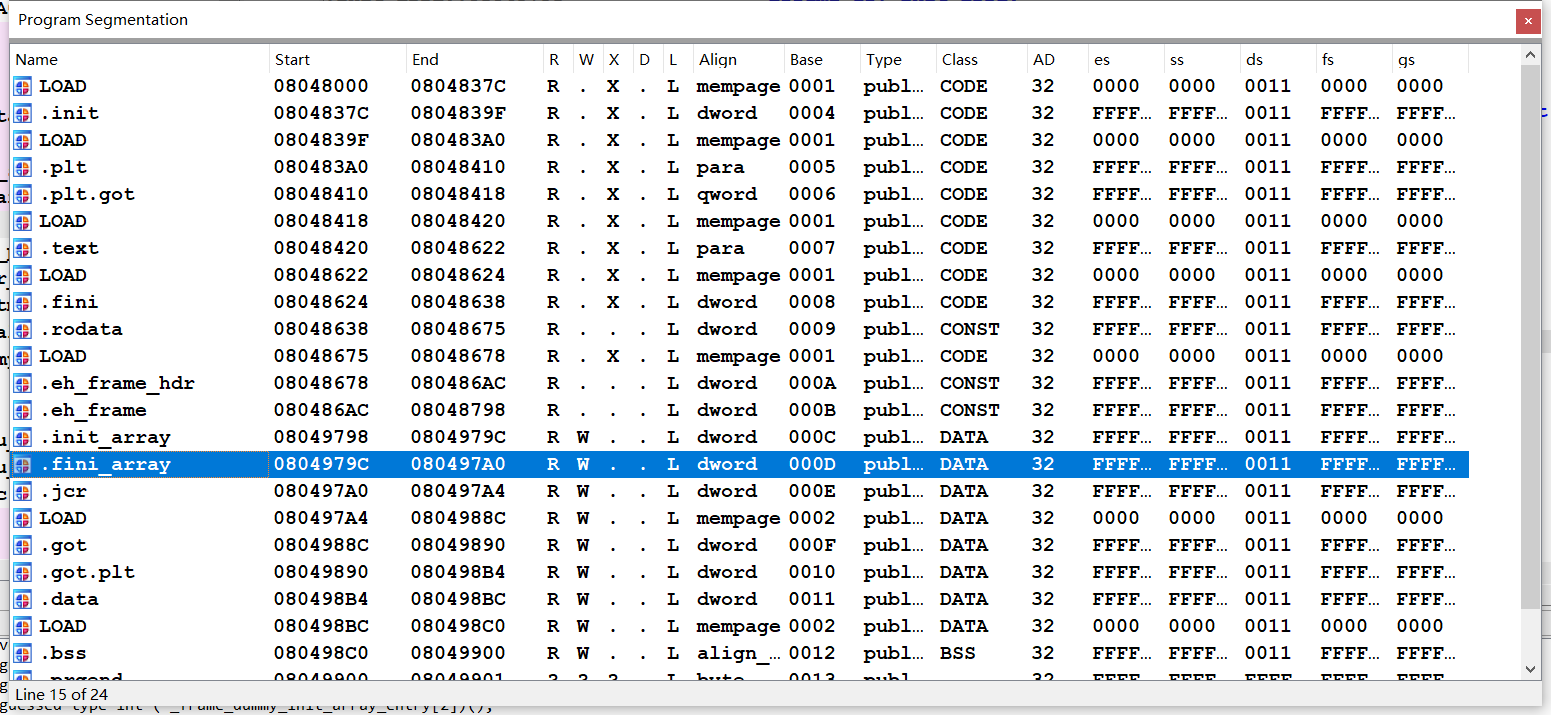 Program Segmentation
Name Start End R W X D L Align Base Type Class AD es ss ds fs gs
LOAD 08048000 0804837C R . X . L mempage 0001 publ... CODE 32 0000 0000 0011 0000 0000
.init 0804837C 0804839F R . X . L dword 0004 publ... CODE 32 FFFF... FFFF... 0011 FFFF... FFFF...
LOAD 0804839F 080483A0 R . X . L mempage 0001 publ... CODE 32 0000 0000 0011 0000 0000
.plt 080483A0 08048410 R . X . L para 0005 publ... CODE 32 FFFF... FFFF... 0011 FFFF... FFFF...
.plt.got 08048410 08048418 R . X . L qword 0006 publ... CODE 32 FFFF... FFFF... 0011 FFFF... FFFF...
LOAD 08048418 08048420 R . X . L mempage 0001 publ... CODE 32 0000 0000 0011 0000 0000
.text 08048420 08048622 R . X . L para 0007 publ... CODE 32 FFFF... FFFF... 0011 FFFF... FFFF...
LOAD 08048622 08048624 R . X . L mempage 0001 publ... CODE 32 0000 0000 0011 0000 0000
.fini 08048624 08048638 R . X . L dword 0008 publ... CODE 32 FFFF... FFFF... 0011 FFFF... FFFF...
.rodata 08048638 08048675 R . . . L dword 0009 publ... CONST 32 FFFF... FFFF... 0011 FFFF... FFFF...
LOAD 08048675 08048678 R . X . L mempage 0001 publ... CODE 32 0000 0000 0011 0000 0000
.eh_frame_hdr 08048678 080486AC R . . . L dword 000A publ... CONST 32 FFFF... FFFF... 0011 FFFF... FFFF...
.eh_frame 080486AC 08048798 R . . . L dword 000B publ... CONST 32 FFFF... FFFF... 0011 FFFF... FFFF...
.init_array 08049798 0804979C R W . . L dword 000C publ... DATA 32 FFFF... FFFF... 0011 FFFF... FFFF...
.fini_array 0804979C 080497A0 R W . . L dword 000D publ... DATA 32 FFFF... FFFF... 0011 FFFF... FFFF...
.jcr 080497A0 080497A4 R W . . L dword 000E publ... DATA 32 FFFF... FFFF... 0011 FFFF... FFFF...
LOAD 080497A4 0804988C R W . . L mempage 0002 publ... DATA 32 0000 0000 0011 0000 0000
.got 0804988C 08049890 R W . . L dword 000F publ... DATA 32 FFFF... FFFF... 0011 FFFF... FFFF...
.got.plt 08049890 080498B4 R W . . L dword 0010 publ... DATA 32 FFFF... FFFF... 0011 FFFF... FFFF...
.data 080498B4 080498BC R W . . L dword 0011 publ... DATA 32 FFFF... FFFF... 0011 FFFF... FFFF...
LOAD 080498BC 080498C0 R W . . L mempage 0002 publ... DATA 32 0000 0000 0011 0000 0000
.bss 080498C0 08049900 R W . . L align_... 0012 publ... BSS 32 FFFF... FFFF... 0011 FFFF... FFFF...
.prgend 08049900 08049901 ? ? ? . L byte 0013 publ... 32 FFFF... FFFF... FFFF FFFF... FFFF...
Line 15 of 24